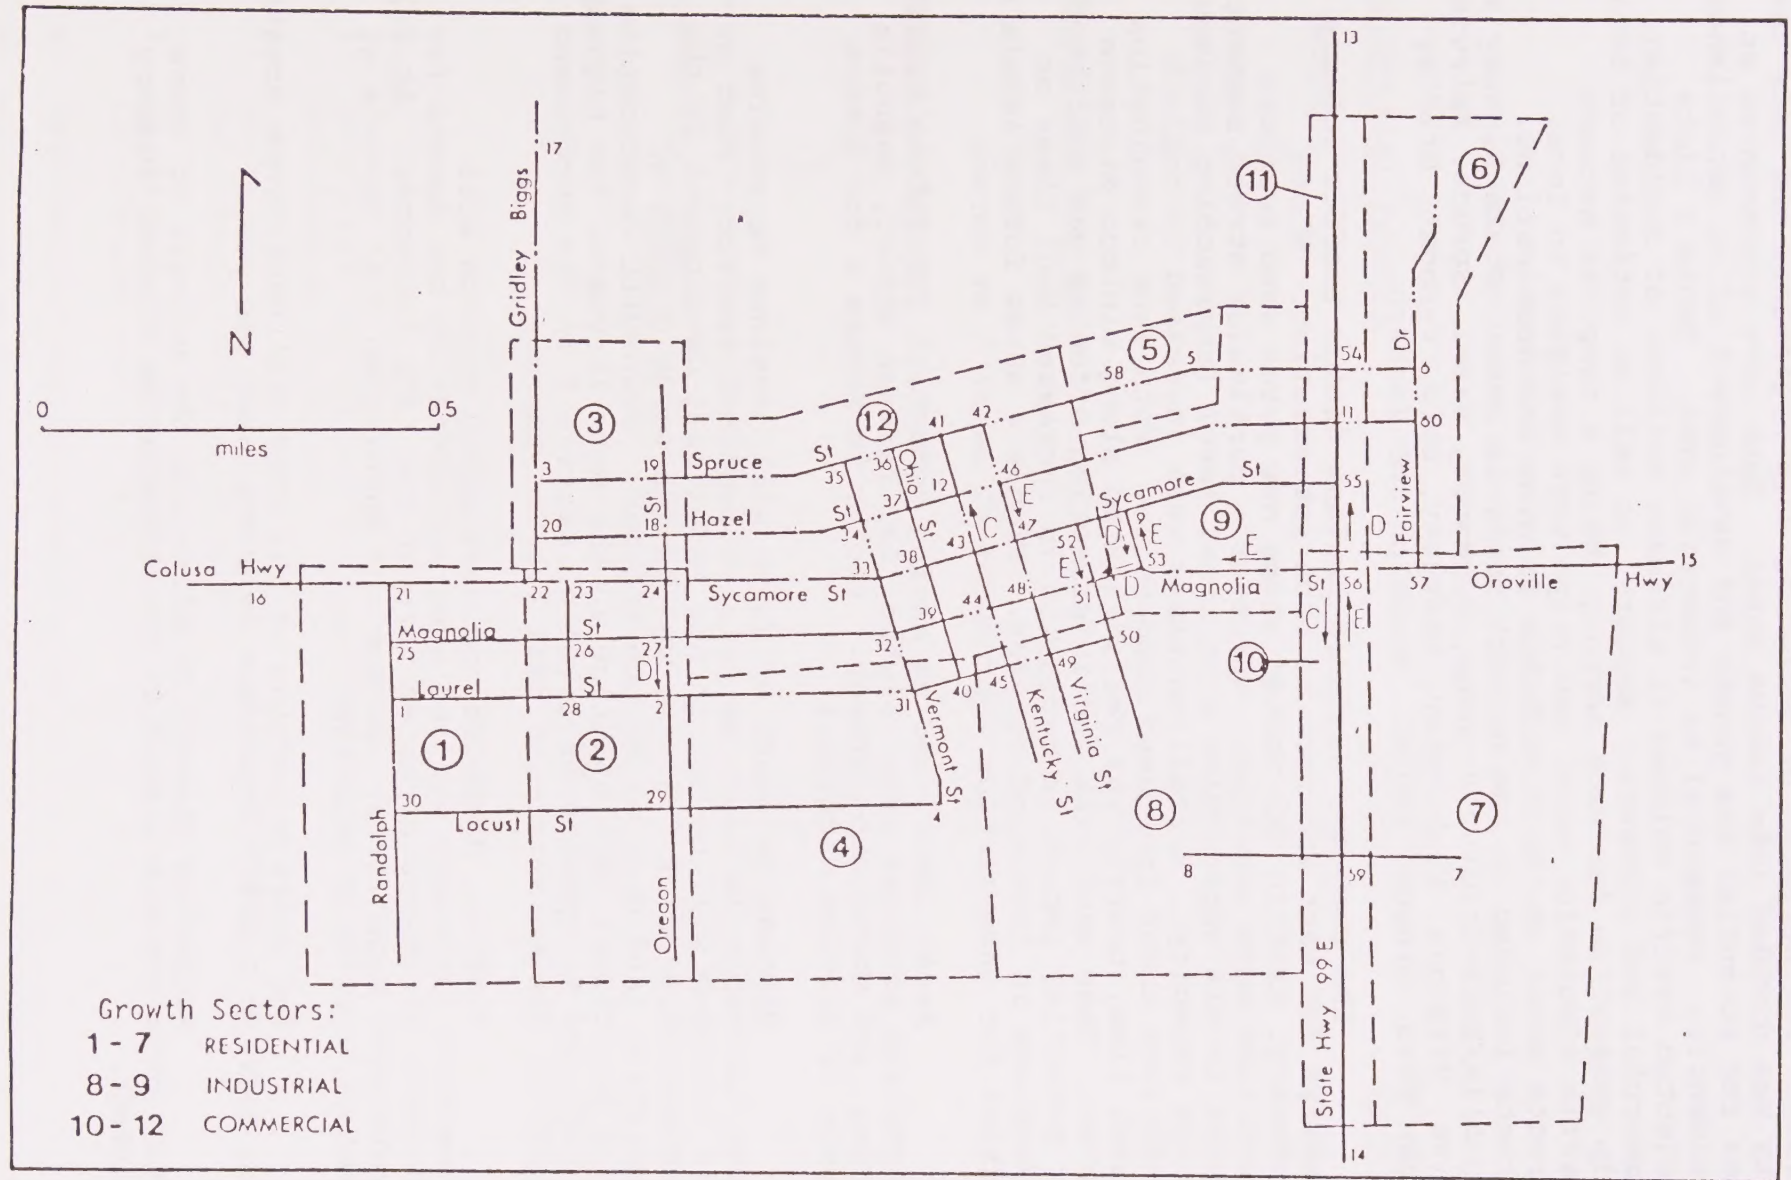 13
17
Gridley Biggs
N
0 05
miles
11
6
5
3
12
41 42
58 5
54
Dr
6
11
60
3 19 Spruce St
35 36 Ohio
37 12 46
E
Sycamore St
55
20 18 St Hazel St
34
38 St
43 C 47
52 D 9 E 53
9
D
Fairview
E
Colusa Hwy
16
21 22 23 24 Sycamore St
33
39 44 48 E 51 D
Magnolia St 56 57 Oroville Hwy 15
Magnolia St
25 26 27
32
50
C E
10
D
Laurel St
1 28 2
31 40 45 49
Vermont St
Kentucky St
Virginia St
1
2
30 29
Locust St
4
4
8
7
8 59 7
Randolph
Oregon
State Hwy 99E
14
Growth Sectors:
1 - 7 RESIDENTIAL
8 - 9 INDUSTRIAL
10 - 12 COMMERCIAL